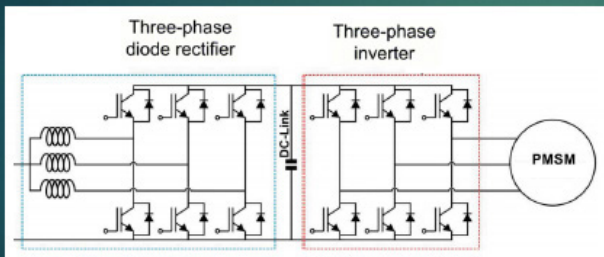 Three-phase
diode rectifier
Three-phase
inverter
DC-Link
PMSM